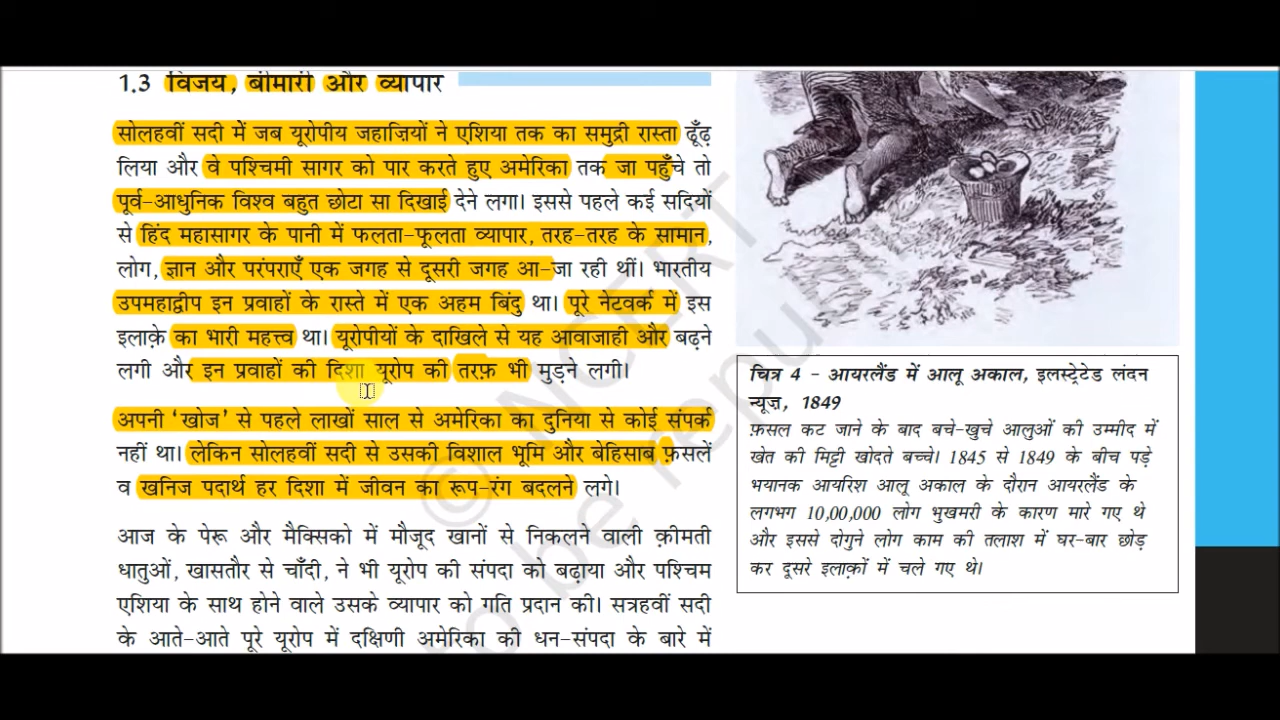 1.3 विजय, बीमारी और व्यापार
सोलहवीं सदी में जब यूरोपीय जहाज़ियों ने एशिया तक का समुद्री रास्ता ढूँढ़
लिया और वे पश्चिमी सागर को पार करते हुए अमेरिका तक जा पहुँचे तो
पूर्व-आधुनिक विश्व बहुत छोटा सा दिखाई देने लगा। इससे पहले कई सदियों
से हिंद महासागर के पानी में फलता-फूलता व्यापार, तरह-तरह के सामान,
लोग, ज्ञान और परंपराएँ एक जगह से दूसरी जगह आ-जा रही थीं। भारतीय
उपमहाद्वीप इन प्रवाहों के रास्ते में एक अहम बिंदु था। पूरे नेटवर्क में इस
इलाक़े का भारी महत्त्व था। यूरोपीयों के दाखिले से यह आवाजाही और बढ़ने
लगी और इन प्रवाहों की दिशा यूरोप की तरफ़ भी मुड़ने लगी।
अपनी ‘खोज’ से पहले लाखों साल से अमेरिका का दुनिया से कोई संपर्क
नहीं था। लेकिन सोलहवीं सदी से उसकी विशाल भूमि और बेहिसाब फ़सलें
व खनिज पदार्थ हर दिशा में जीवन का रूप-रंग बदलने लगे।
आज के पेरू और मैक्सिको में मौजूद खानों से निकलने वाली क़ीमती
धातुओं, खासतौर से चाँदी, ने भी यूरोप की संपदा को बढ़ाया और पश्चिम
एशिया के साथ होने वाले उसके व्यापार को गति प्रदान की। सत्रहवीं सदी
के आते-आते पूरे यूरोप में दक्षिणी अमेरिका की धन-संपदा के बारे में
चित्र 4 - आयरलैंड में आलू अकाल, इलस्ट्रेटेड लंदन
न्यूज़, 1849
फ़सल कट जाने के बाद बचे-खुचे आलुओं की उम्मीद में
खेत की मिट्टी खोदते बच्चे। 1845 से 1849 के बीच पड़े
भयानक आयरिश आलू अकाल के दौरान आयरलैंड के
लगभग 10,00,000 लोग भुखमरी के कारण मारे गए थे
और इससे दोगुने लोग काम की तलाश में घर-बार छोड़
कर दूसरे इलाक़ों में चले गए थे।
© NCERT
to be republ